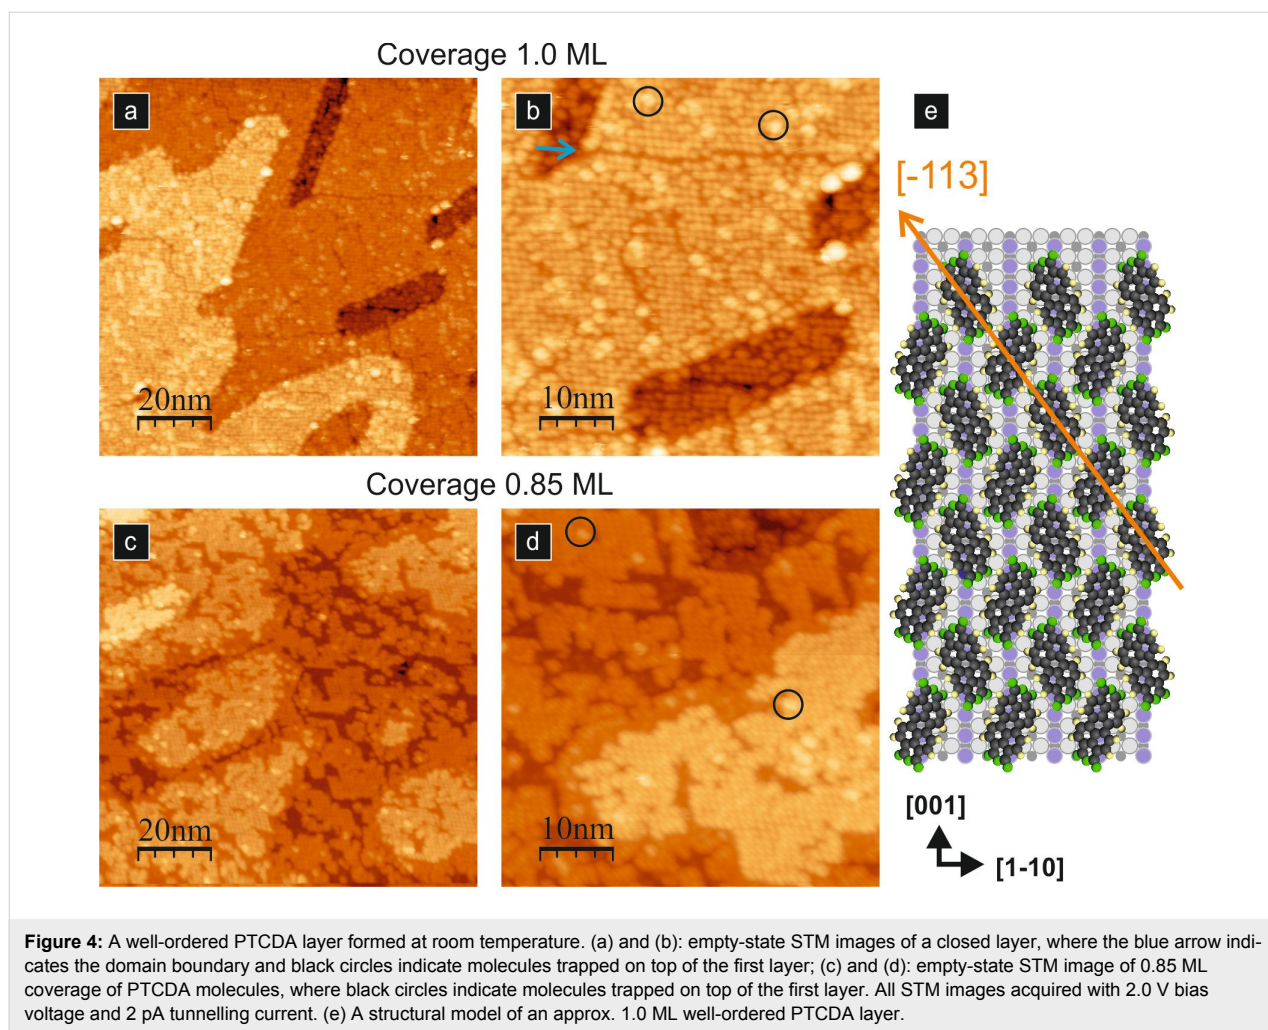 Coverage 1.0 ML
a
b
e
[-113]
20nm
10nm
Coverage 0.85 ML
c
d
20nm
10nm
[001]
[1-10]
Figure 4: A well-ordered PTCDA layer formed at room temperature. (a) and (b): empty-state STM images of a closed layer, where the blue arrow indi-
cates the domain boundary and black circles indicate molecules trapped on top of the first layer; (c) and (d): empty-state STM image of 0.85 ML
coverage of PTCDA molecules, where black circles indicate molecules trapped on top of the first layer. All STM images acquired with 2.0 V bias
voltage and 2 pA tunnelling current. (e) A structural model of an approx. 1.0 ML well-ordered PTCDA layer.